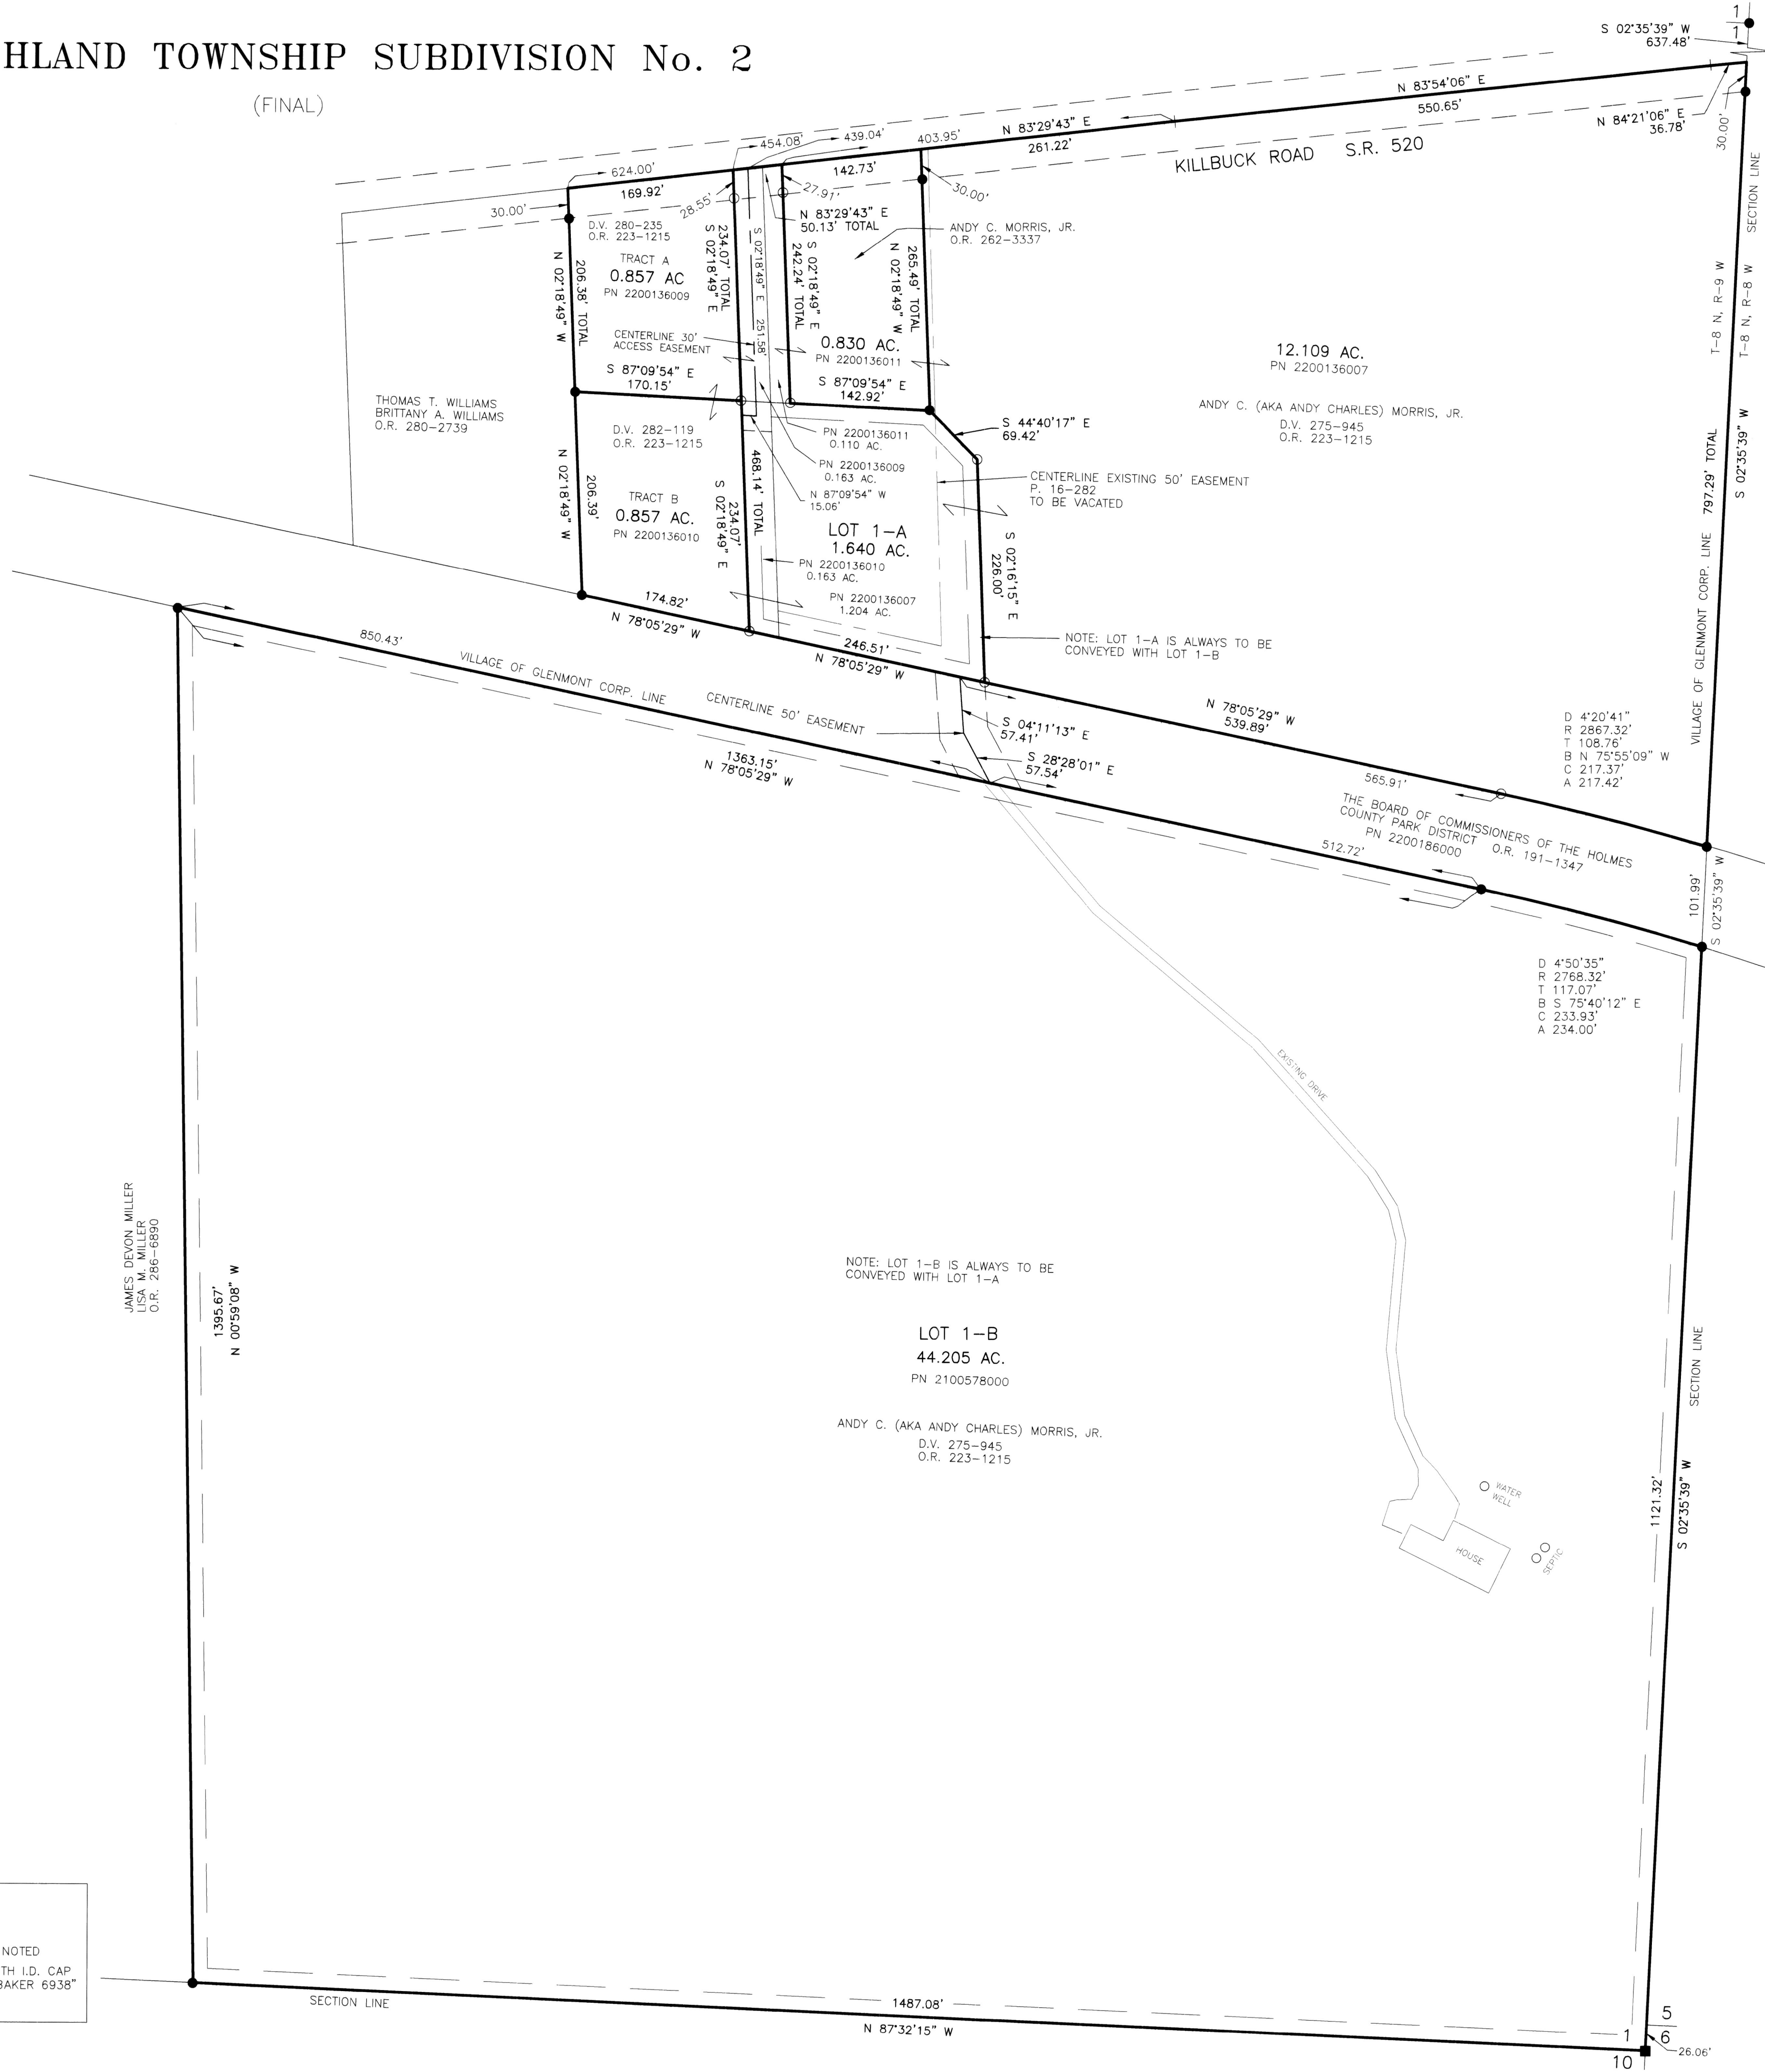 HLAND TOWNSHIP SUBDIVISION No. 2
(FINAL)
S 02°35'39" W
637.48'
1
1
N 83°54'06" E
550.65'
N 84°21'06" E
36.78'
30.00'
SECTION LINE
N 83°29'43" E
261.22'
KILLBUCK ROAD S.R. 520
624.00'
454.08'
439.04'
403.95'
169.92'
142.73'
30.00'
28.55'
27.91'
30.00'
N 83°29'43" E
50.13' TOTAL
ANDY C. MORRIS, JR.
O.R. 262-3337
D.V. 280-235
O.R. 223-1215
TRACT A
0.857 AC
PN 2200136009
N 02°18'49" W
206.38' TOTAL
234.07' TOTAL
S 02°18'49" E
S 02°18'49" E 251.58'
S 02°18'49" E
242.24' TOTAL
265.49' TOTAL
N 02°18'49" W
CENTERLINE 30'
ACCESS EASEMENT
0.830 AC.
PN 2200136011
S 87°09'54" E
170.15'
S 87°09'54" E
142.92'
12.109 AC.
PN 2200136007
ANDY C. (AKA ANDY CHARLES) MORRIS, JR.
D.V. 275-945
O.R. 223-1215
T-8 N, R-9 W
T-8 N, R-8 W
S 02°35'39" W
VILLAGE OF GLENMONT CORP. LINE 797.29' TOTAL
THOMAS T. WILLIAMS
BRITTANY A. WILLIAMS
O.R. 280-2739
D.V. 282-119
O.R. 223-1215
TRACT B
0.857 AC.
PN 2200136010
N 02°18'49" W
206.39'
234.07'
S 02°18'49" E
468.14' TOTAL
PN 2200136011
0.110 AC.
PN 2200136009
0.163 AC.
N 87°09'54" W
15.06'
S 44°40'17" E
69.42'
CENTERLINE EXISTING 50' EASEMENT
P. 16-282
TO BE VACATED
LOT 1-A
1.640 AC.
PN 2200136010
0.163 AC.
PN 2200136007
1.204 AC.
S 02°16'15" E
226.00'
NOTE: LOT 1-A IS ALWAYS TO BE
CONVEYED WITH LOT 1-B
174.82'
N 78°05'29" W
246.51'
N 78°05'29" W
850.43'
VILLAGE OF GLENMONT CORP. LINE
CENTERLINE 50' EASEMENT
S 04°11'13" E
57.41'
S 28°28'01" E
57.54'
N 78°05'29" W
539.89'
565.91'
1363.15'
N 78°05'29" W
D 4°20'41"
R 2867.32'
T 108.76'
B N 75°55'09" W
C 217.37'
A 217.42'
THE BOARD OF COMMISSIONERS OF THE HOLMES
COUNTY PARK DISTRICT O.R. 191-1347
PN 2200186000
512.72'
101.99'
S 02°35'39" W
D 4°50'35"
R 2768.32'
T 117.07'
B S 75°40'12" E
C 233.93'
A 234.00'
EXISTING DRIVE
JAMES DEVON MILLER
LISA M. MILLER
O.R. 286-6890
1395.67'
N 00°59'08" W
NOTE: LOT 1-B IS ALWAYS TO BE
CONVEYED WITH LOT 1-A
LOT 1-B
44.205 AC.
PN 2100578000
ANDY C. (AKA ANDY CHARLES) MORRIS, JR.
D.V. 275-945
O.R. 223-1215
SECTION LINE
1121.32'
S 02°35'39" W
WATER
WELL
HOUSE
SEPTIC
NOTED
TH I.D. CAP
BAKER 6938"
SECTION LINE
1487.08'
N 87°32'15" W
5
1
6
10
26.06'